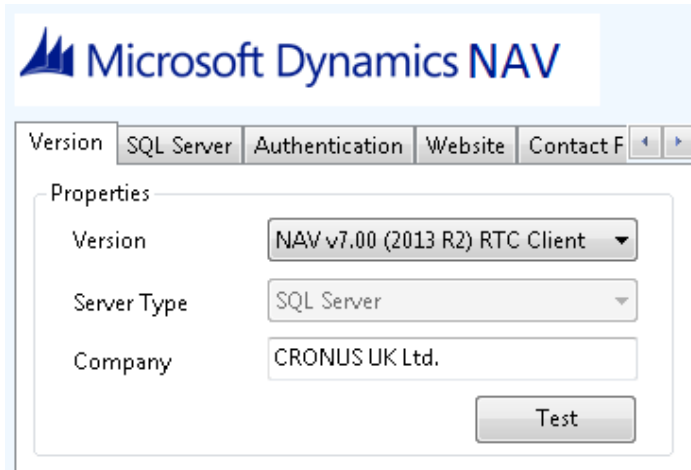 Microsoft Dynamics NAV
Version SQL Server Authentication Website Contact F
Properties
Version NAV v7.00 (2013 R2) RTC Client
Server Type SQL Server
Company CRONUS UK Ltd.
Test